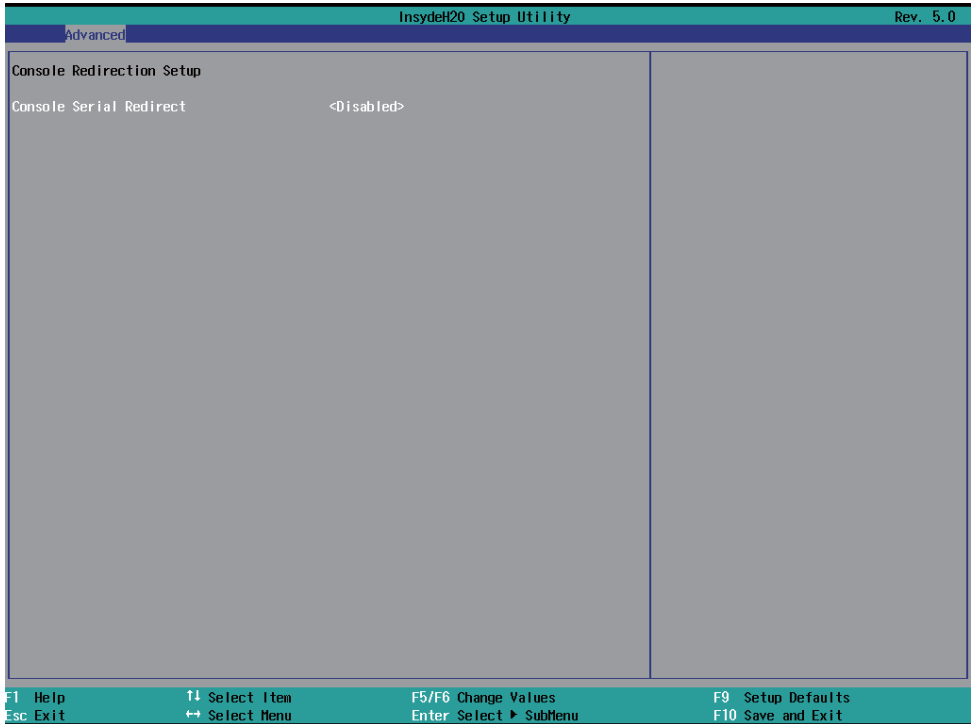 InsydeH20 Setup Utility Rev. 5.0
Advanced
Console Redirection Setup
Console Serial Redirect <Disabled>
F1 Help ↑↓ Select Item F5/F6 Change Values F9 Setup Defaults
Esc Exit ↔ Select Menu Enter Select ▶ SubMenu F10 Save and Exit